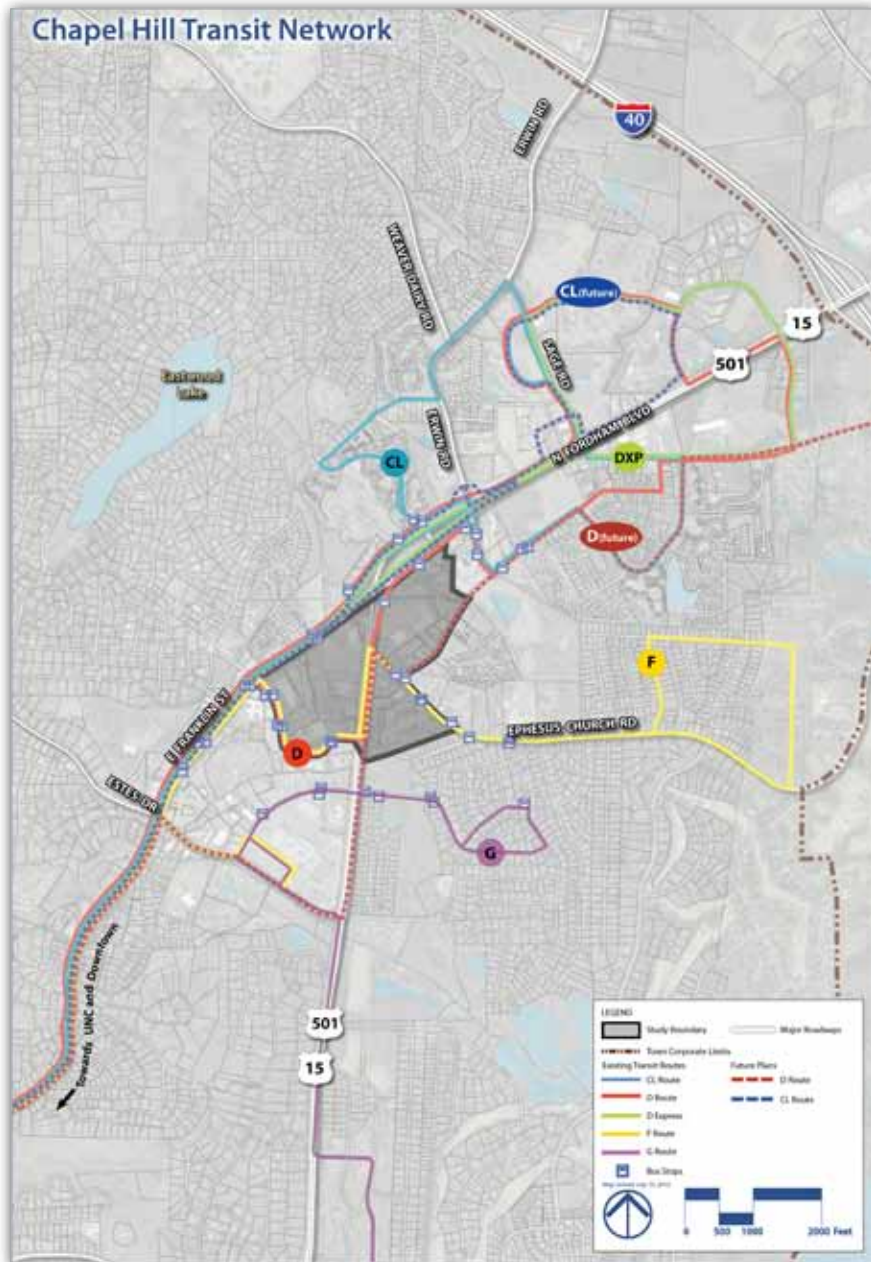 Chapel Hill Transit Network
ERWIN RD
40
WEAVER DAIRY RD
CL(future)
15
SAGE RD
501
Eastwood
Lake
ERWIN RD
N. FORDHAM BLVD
CL
DXP
D(future)
F
E FRANKLIN ST
EPHESUS CHURCH RD
D
ESTES DR
G
Towards UNC and Downtown
501
15
LEGEND
Study Boundary
Major Roadways
Town Corporate Limits
Existing Transit Routes
Future Plans
CL Route
D Route
D Route
CL Route
D Express
F Route
G Route
Bus Stops
0 500 1000 2000 Feet